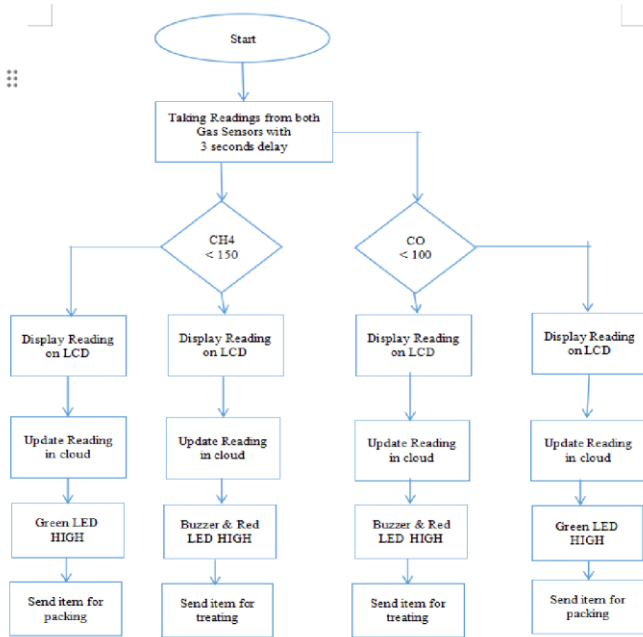 Start
Taking Readings from both
Gas Sensors with
3 seconds delay
CH4
< 150
CO
< 100
Display Reading
on LCD
Display Reading
on LCD
Display Reading
on LCD
Display Reading
on LCD
Update Reading
in cloud
Update Reading
in cloud
Update Reading
in cloud
Update Reading
in cloud
Green LED
HIGH
Buzzer & Red
LED HIGH
Buzzer & Red
LED HIGH
Green LED
HIGH
Send item for
packing
Send item for
treating
Send item for
treating
Send item for
packing